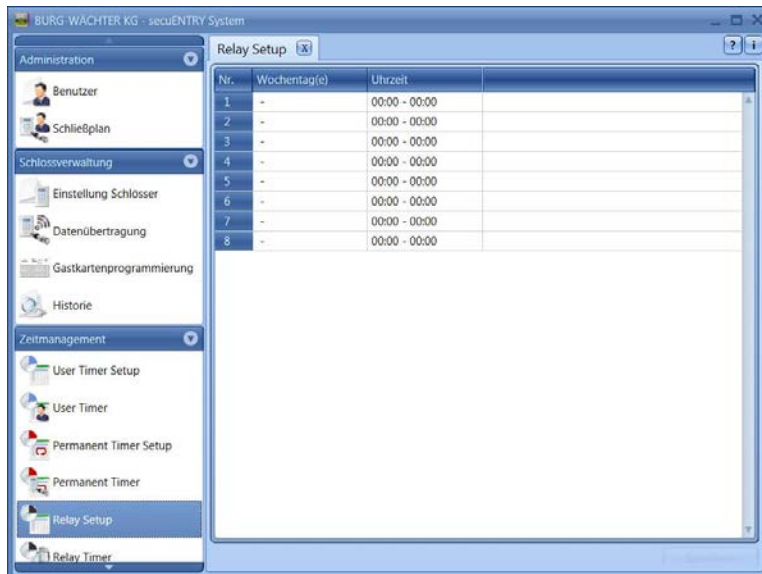 BURG-WÄCHTER KG - secuENTRY System
Administration
Benutzer
Schließplan
Schlossverwaltung
Einstellung Schlösser
Datenübertragung
Gastkartenprogrammierung
Historie
Zeitmanagement
User Timer Setup
User Timer
Permanent Timer Setup
Permanent Timer
Relay Setup
Relay Timer
Relay Setup X
? i
Nr. Wochentag(e) Uhrzeit
1 - 00:00 - 00:00
2 - 00:00 - 00:00
3 - 00:00 - 00:00
4 - 00:00 - 00:00
5 - 00:00 - 00:00
6 - 00:00 - 00:00
7 - 00:00 - 00:00
8 - 00:00 - 00:00